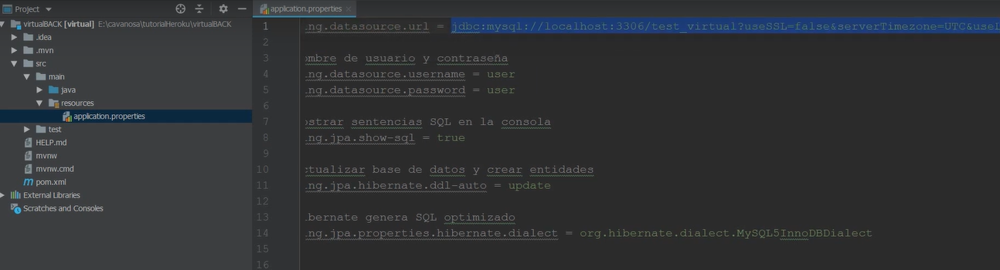 Project
virtualBACK [virtual] E:\cavanosa\tutorialHeroku\virtualBACK
.idea
.mvn
src
main
java
resources
application.properties
test
HELP.md
mvnw
mvnw.cmd
pom.xml
External Libraries
Scratches and Consoles
application.properties
1 ng.datasource.url = jdbc:mysql://localhost:3306/test_virtual?useSSL=false&serverTimezone=UTC&useL
2
3 ombre de usuario y contraseña
4 ng.datasource.username = user
5 ng.datasource.password = user
6
7 ostrar sentencias SQL en la consola
8 ng.jpa.show-sql = true
9
10 ctualizar base de datos y crear entidades
11 ng.jpa.hibernate.ddl-auto = update
12
13 ibernate genera SQL optimizado
14 ng.jpa.properties.hibernate.dialect = org.hibernate.dialect.MySQL5InnoDBDialect
15
16